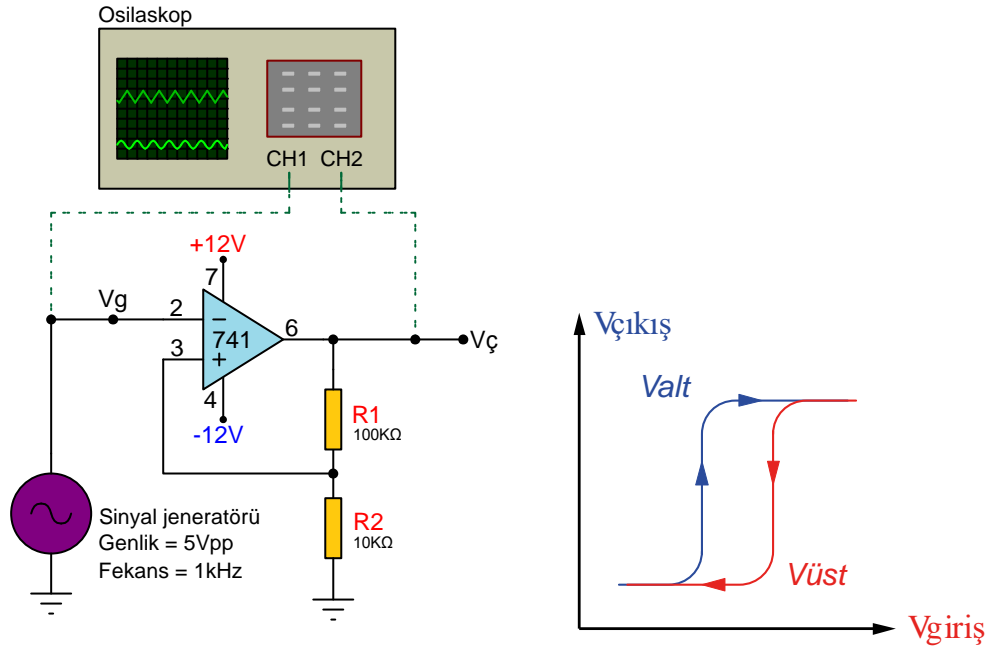 Osilaskop
CH1 CH2
+12V
7
Vg
2
−
741
6
Vç
3
+
4
-12V
R1
100KΩ
R2
10KΩ
Sinyal jeneratörü
Genlik = 5Vpp
Fekans = 1kHz
Vçıkış
Valt
Vüst
Vgiriş